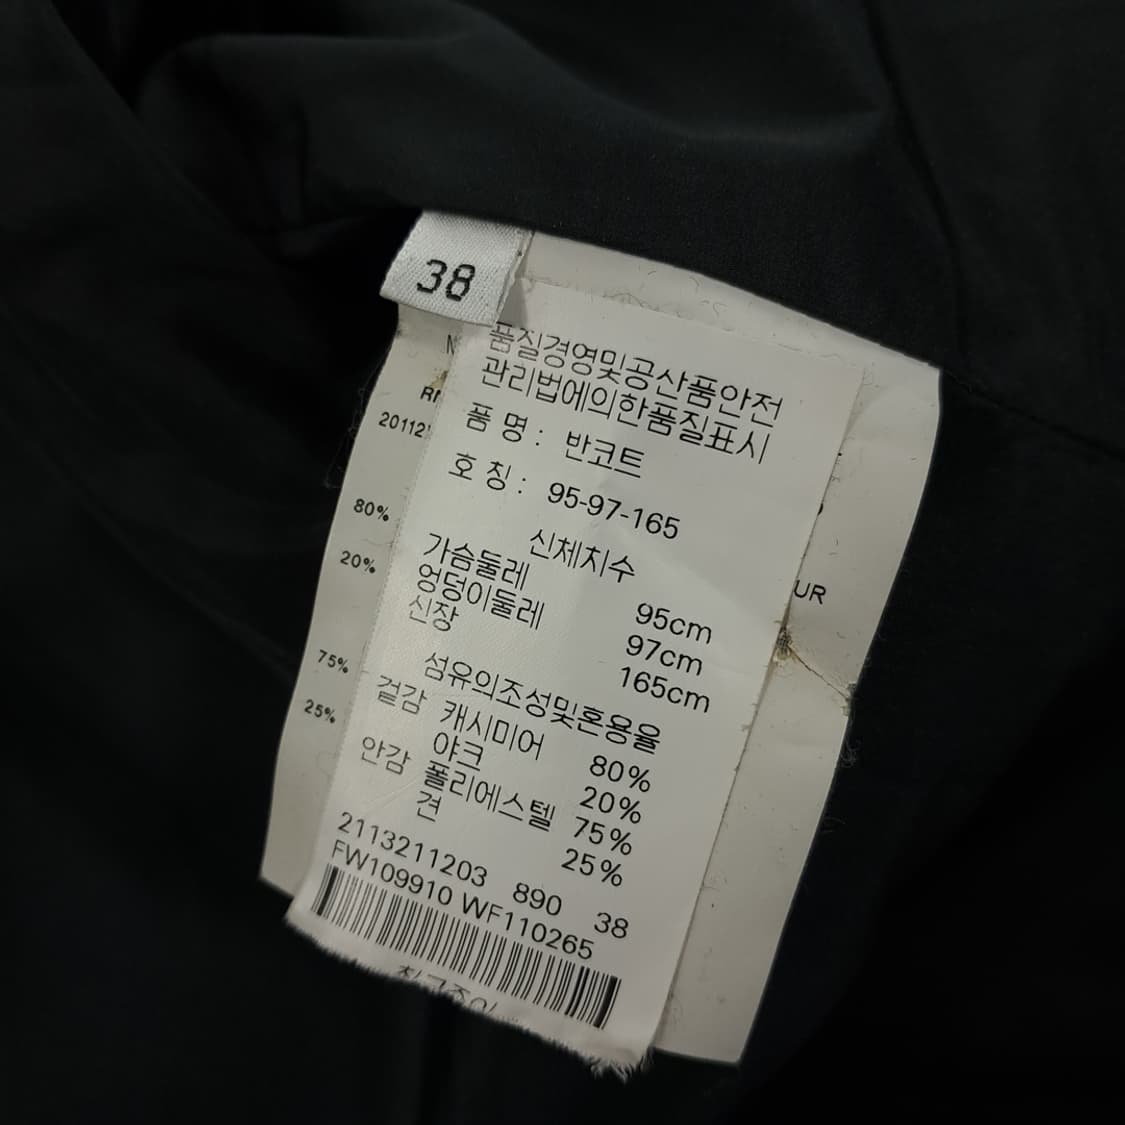 38
품질경영및공산품안전
관리법에의한품질표시
품 명 : 반코트
호 칭 : 95-97-165
신체치수
가슴둘레 95cm
엉덩이둘레 97cm
신장 165cm
섬유의조성및혼용율
겉감 캐시미어 80%
야크 20%
안감 폴리에스텔 75%
견 25%
2113211203 890 38
FW109910 WF110265
80%
20%
75%
25%